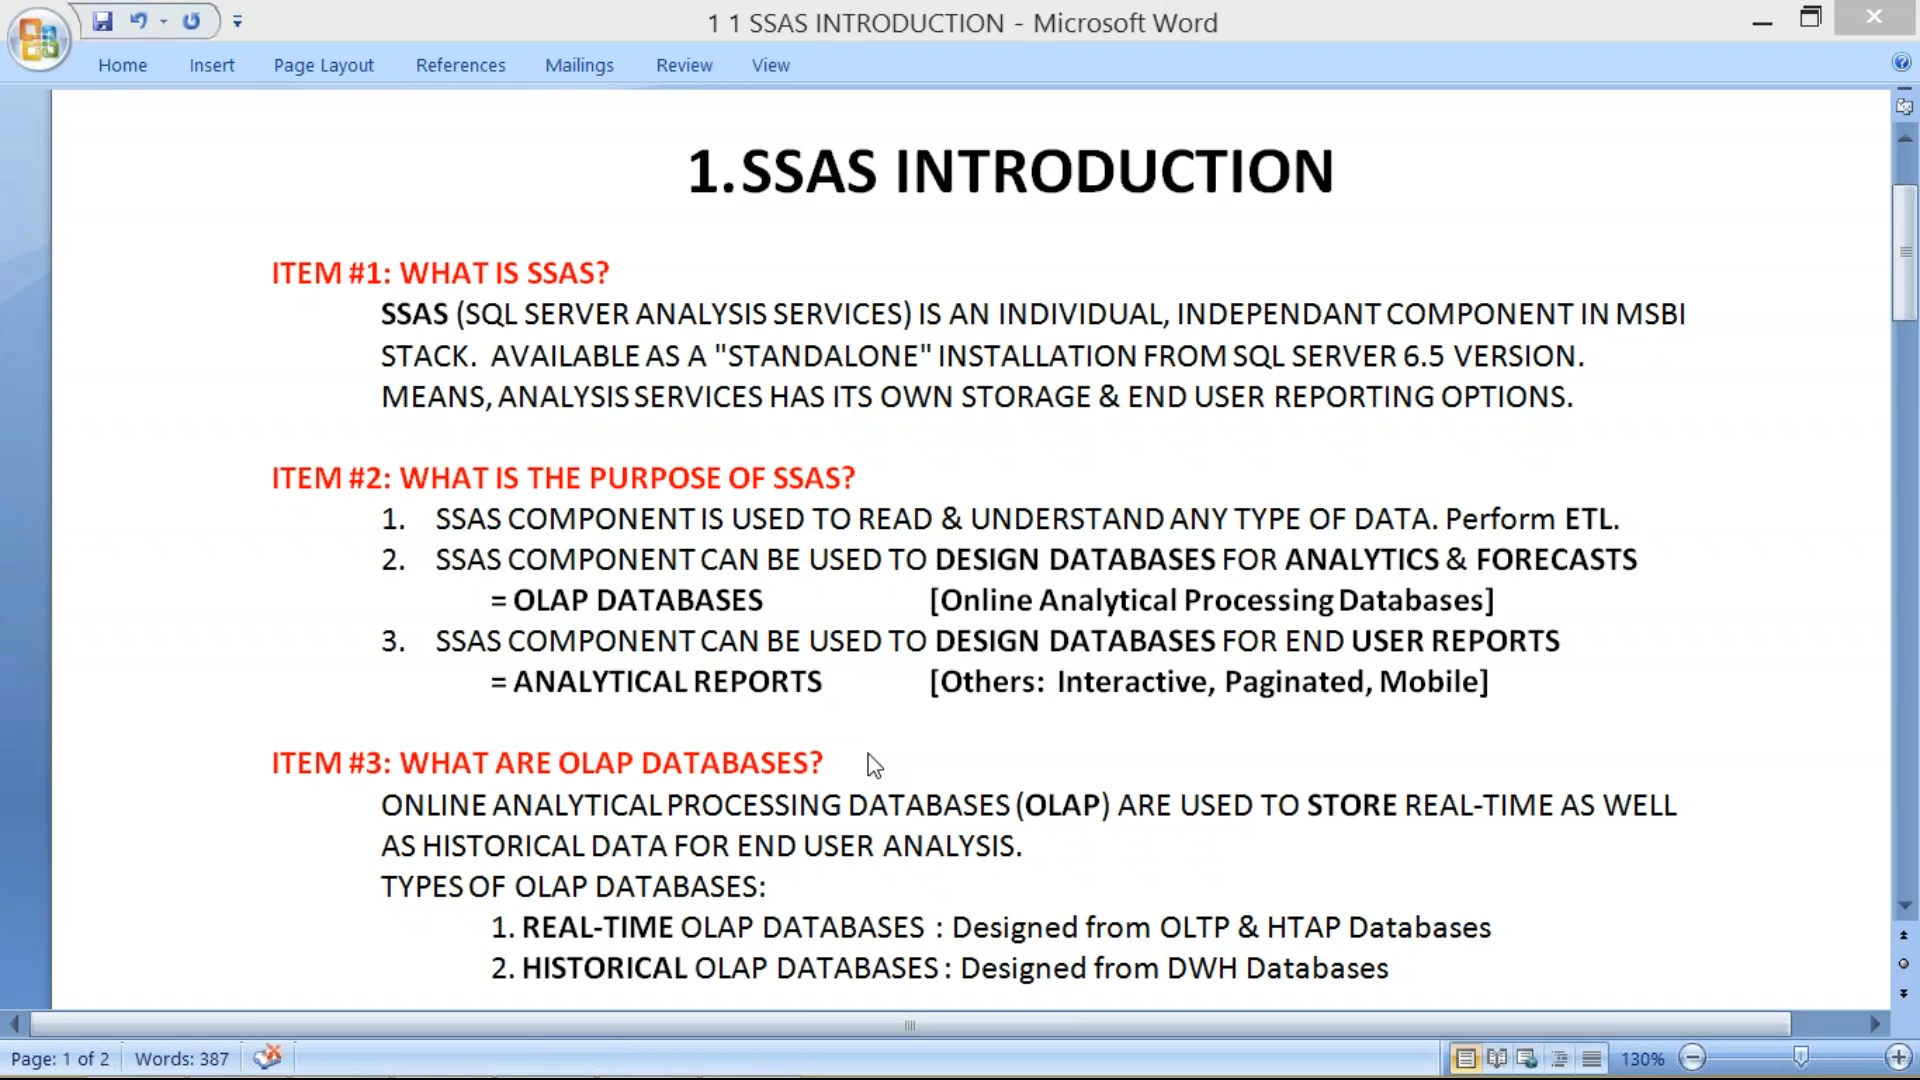 1 1 SSAS INTRODUCTION - Microsoft Word
Home Insert Page Layout References Mailings Review View
1.SSAS INTRODUCTION
ITEM #1: WHAT IS SSAS?
SSAS (SQL SERVER ANALYSIS SERVICES) IS AN INDIVIDUAL, INDEPENDANT COMPONENT IN MSBI
STACK. AVAILABLE AS A "STANDALONE" INSTALLATION FROM SQL SERVER 6.5 VERSION.
MEANS, ANALYSIS SERVICES HAS ITS OWN STORAGE & END USER REPORTING OPTIONS.
ITEM #2: WHAT IS THE PURPOSE OF SSAS?
1. SSAS COMPONENT IS USED TO READ & UNDERSTAND ANY TYPE OF DATA. Perform ETL.
2. SSAS COMPONENT CAN BE USED TO DESIGN DATABASES FOR ANALYTICS & FORECASTS
= OLAP DATABASES [Online Analytical Processing Databases]
3. SSAS COMPONENT CAN BE USED TO DESIGN DATABASES FOR END USER REPORTS
= ANALYTICAL REPORTS [Others: Interactive, Paginated, Mobile]
ITEM #3: WHAT ARE OLAP DATABASES?
ONLINE ANALYTICAL PROCESSING DATABASES (OLAP) ARE USED TO STORE REAL-TIME AS WELL
AS HISTORICAL DATA FOR END USER ANALYSIS.
TYPES OF OLAP DATABASES:
1. REAL-TIME OLAP DATABASES : Designed from OLTP & HTAP Databases
2. HISTORICAL OLAP DATABASES : Designed from DWH Databases
Page: 1 of 2 Words: 387 130%